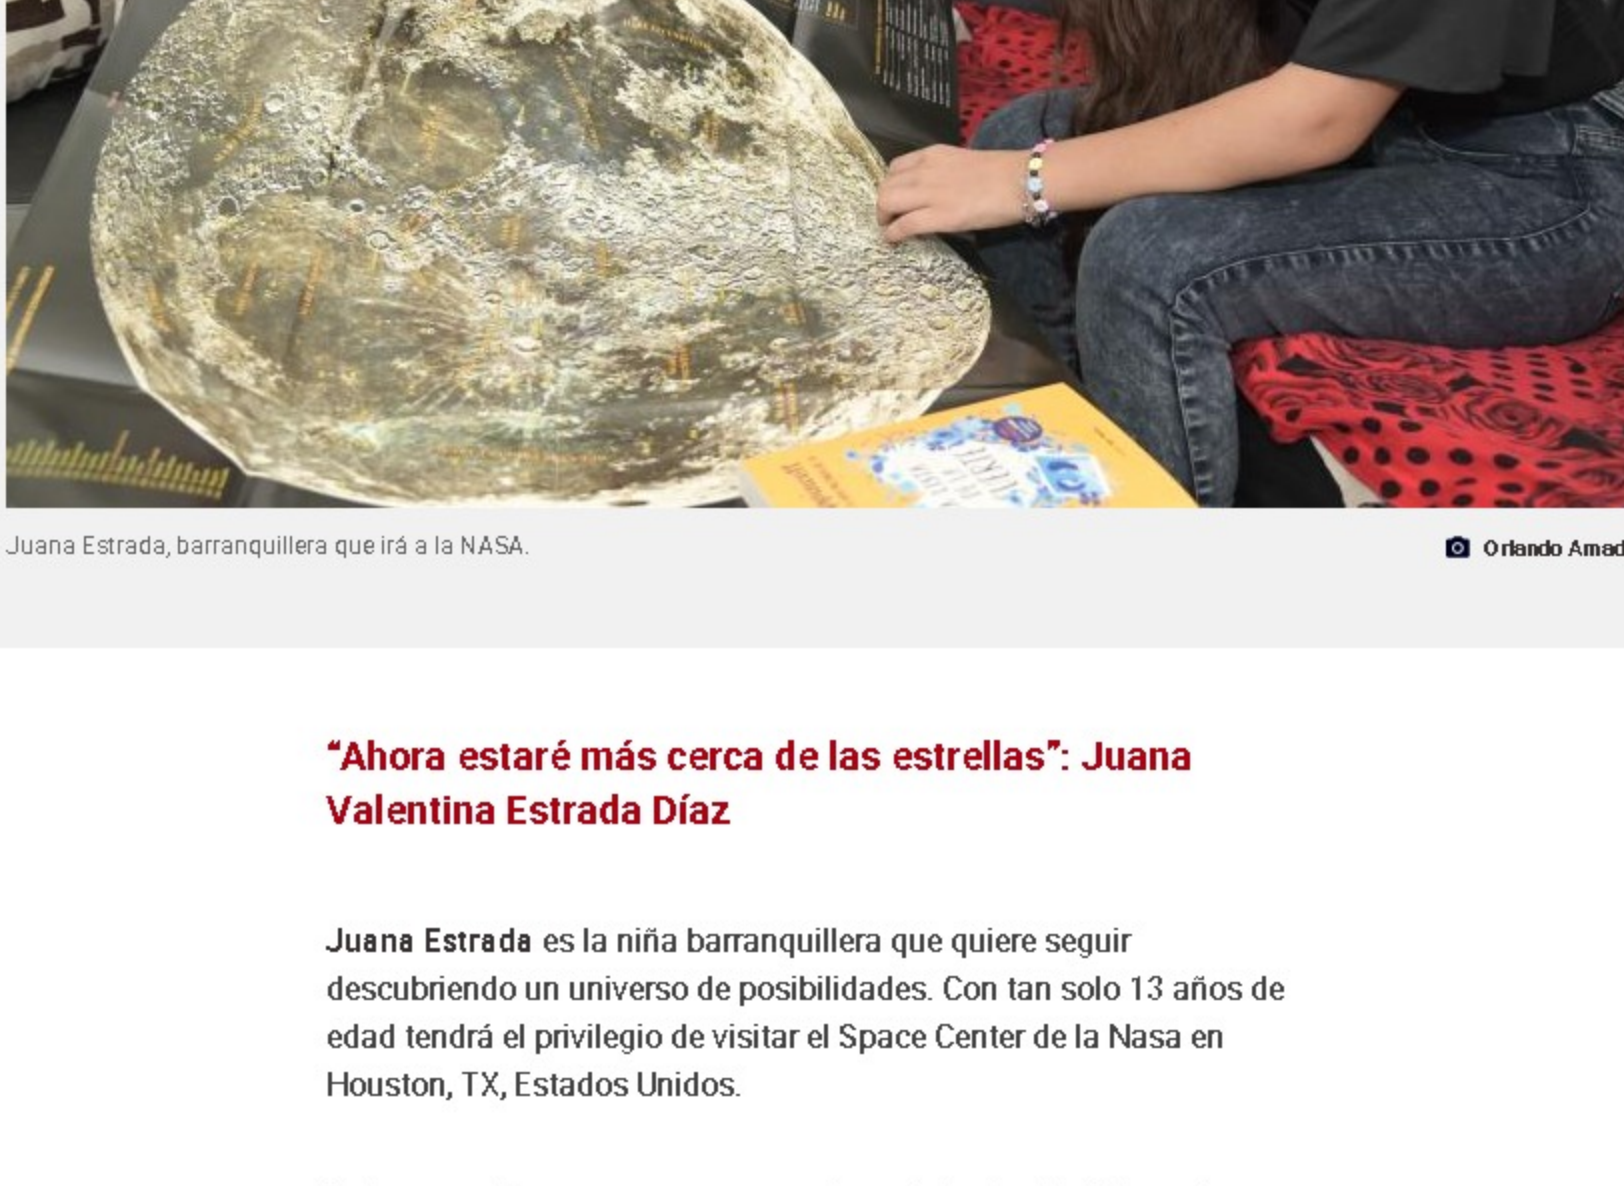 Juana Estrada, barranquillera que irá a la NASA.
Orlando Amad
“Ahora estaré más cerca de las estrellas”: Juana
Valentina Estrada Díaz
Juana Estrada es la niña barranquillera que quiere seguir
descubriendo un universo de posibilidades. Con tan solo 13 años de
edad tendrá el privilegio de visitar el Space Center de la Nasa en
Houston, TX, Estados Unidos.